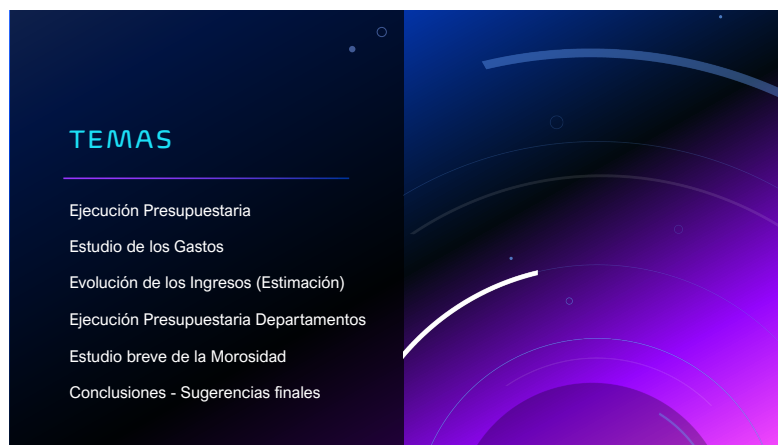 TEMAS
Ejecución Presupuestaria
Estudio de los Gastos
Evolución de los Ingresos (Estimación)
Ejecución Presupuestaria Departamentos
Estudio breve de la Morosidad
Conclusiones - Sugerencias finales